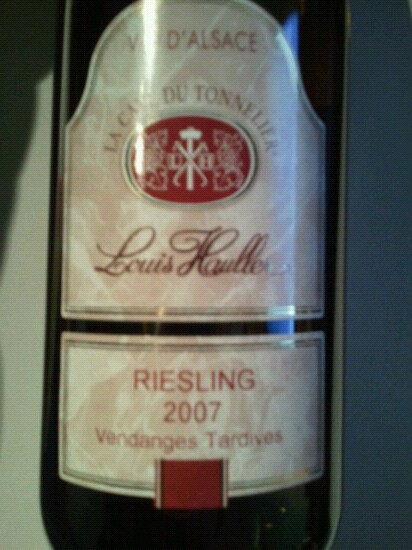 VIN D'ALSACE
LA CAVE DU TONNELIER
L H
Louis Hauller
RIESLING
2007
Vendanges Tardives